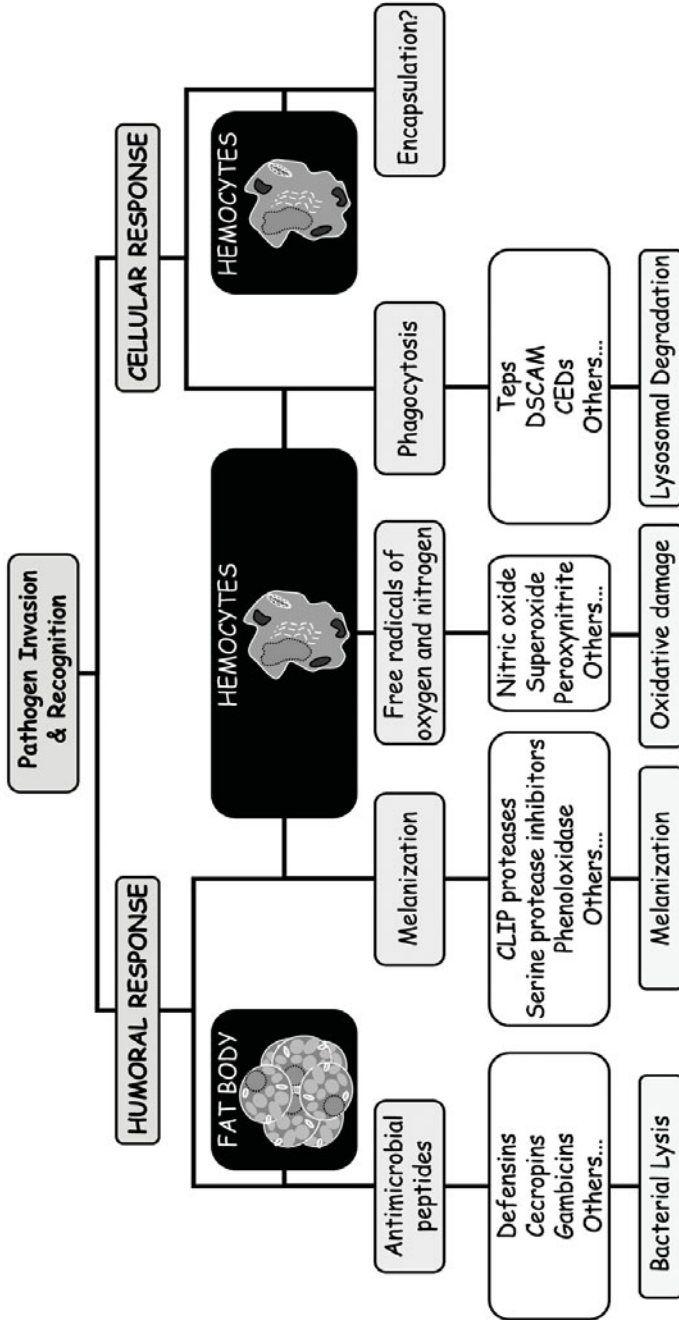 Pathogen Invasion
& Recognition
HUMORAL RESPONSE
CELLULAR RESPONSE
FAT BODY
HEMOCYTES
HEMOCYTES
Antimicrobial
peptides
Melanization
Free radicals of
oxygen and nitrogen
Phagocytosis
Encapsulation?
Defensins
Cecropins
Gambicins
Others...
CLIP proteases
Serine protease inhibitors
Phenoloxidase
Others...
Nitric oxide
Superoxide
Peroxynitrite
Others...
Teps
DSCAM
CEDs
Others...
Bacterial Lysis
Melanization
Oxidative damage
Lysosomal Degradation